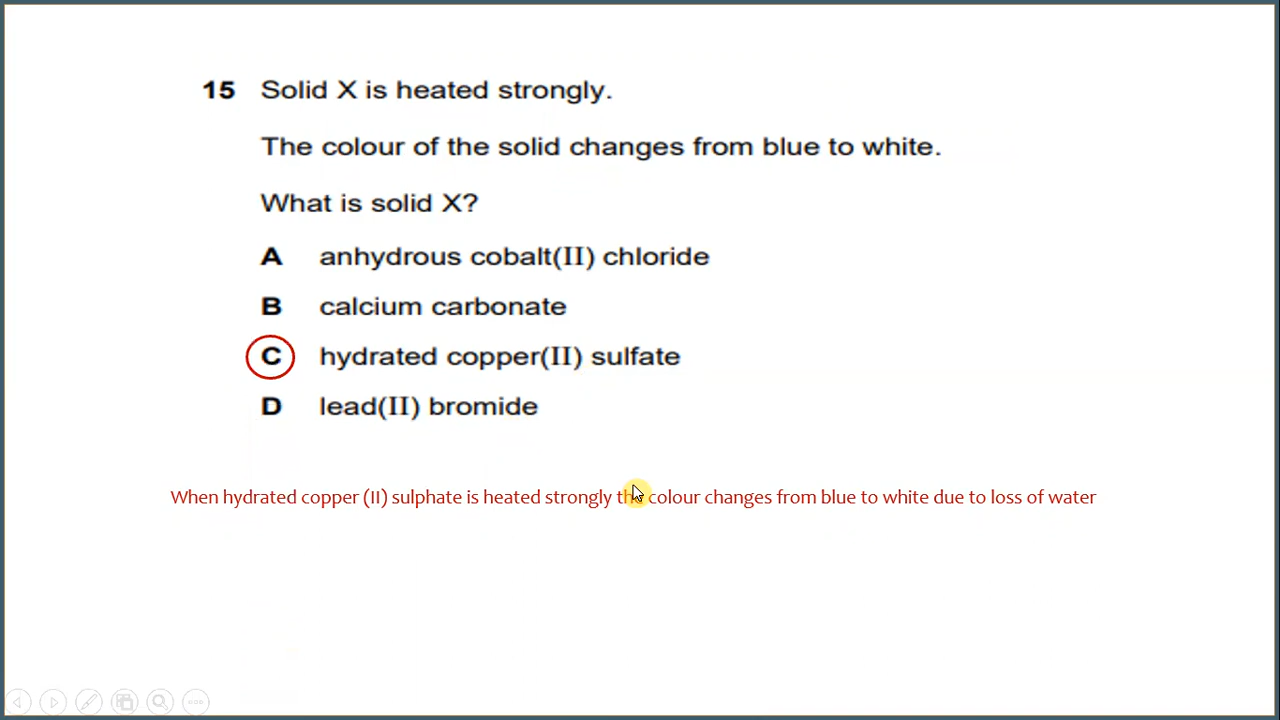 15 Solid X is heated strongly.
The colour of the solid changes from blue to white.
What is solid X?
A anhydrous cobalt(II) chloride
B calcium carbonate
C hydrated copper(II) sulfate
D lead(II) bromide
When hydrated copper (II) sulphate is heated strongly the colour changes from blue to white due to loss of water